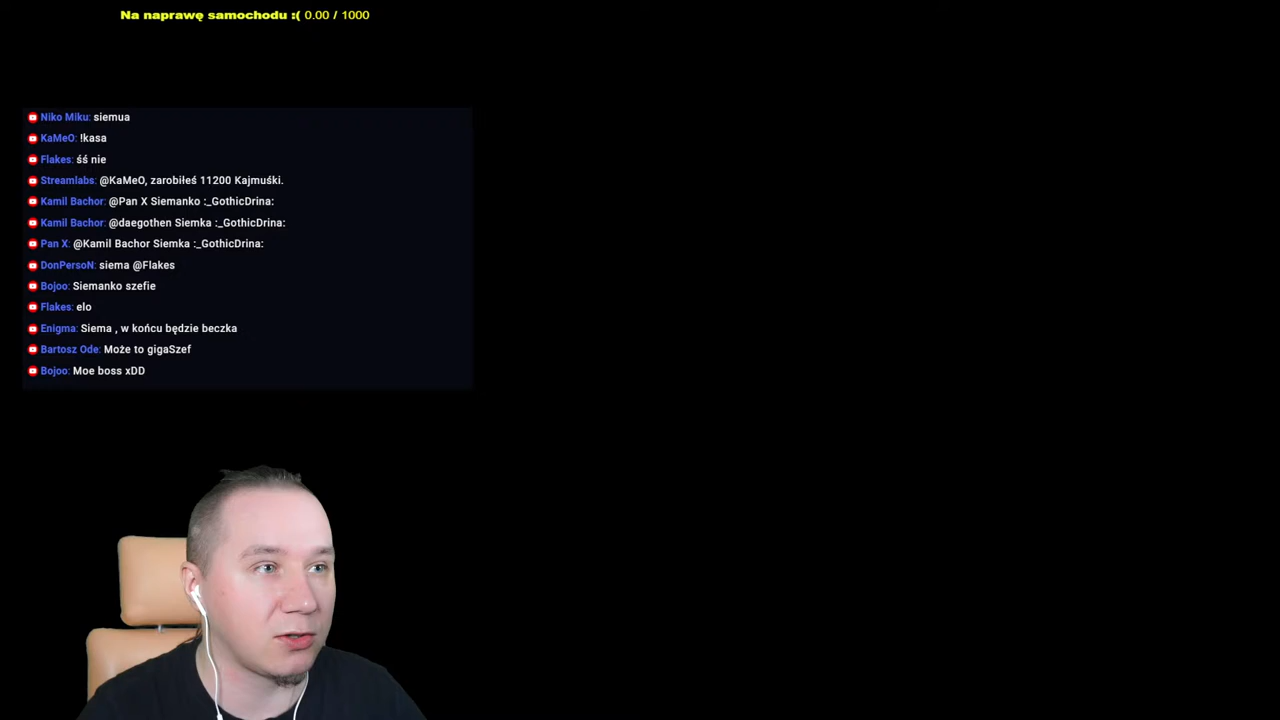 Na naprawę samochodu :( 0.00 / 1000
Niko Miku: siemua
KaMeO: !kasa
Flakes: śś nie
Streamlabs: @KaMeO, zarobiłeś 11200 Kajmuśki.
Kamil Bachor: @Pan X Siemanko :_GothicDrina:
Kamil Bachor: @daegothen Siemka :_GothicDrina:
Pan X: @Kamil Bachor Siemka :_GothicDrina:
DonPersoN: siema @Flakes
Bojoo: Siemanko szefie
Flakes: elo
Enigma: Siema , w końcu będzie beczka
Bartosz Ode: Może to gigaSzef
Bojoo: Moe boss xDD